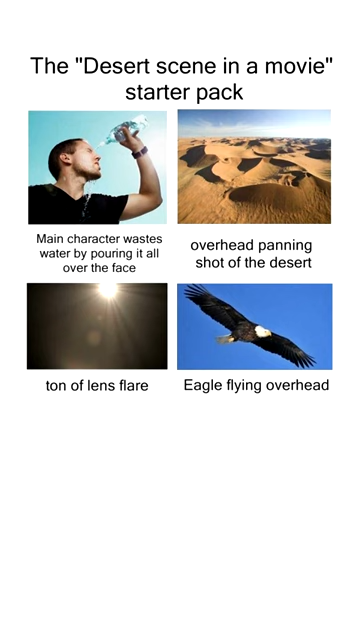 The "Desert scene in a movie"
starter pack
Main character wastes
water by pouring it all
over the face
overhead panning
shot of the desert
ton of lens flare
Eagle flying overhead